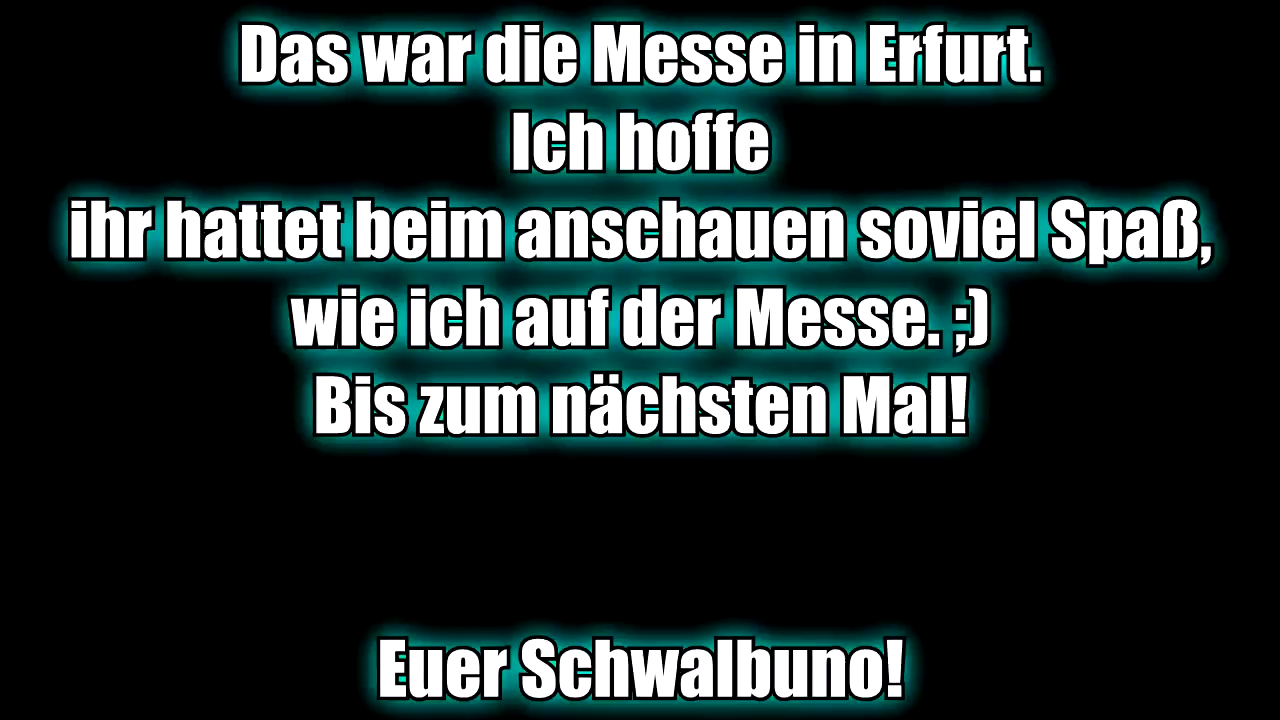 Das war die Messe in Erfurt.
Ich hoffe
ihr hattet beim anschauen soviel Spaß,
wie ich auf der Messe. ;)
Bis zum nächsten Mal!
Euer Schwalbuno!